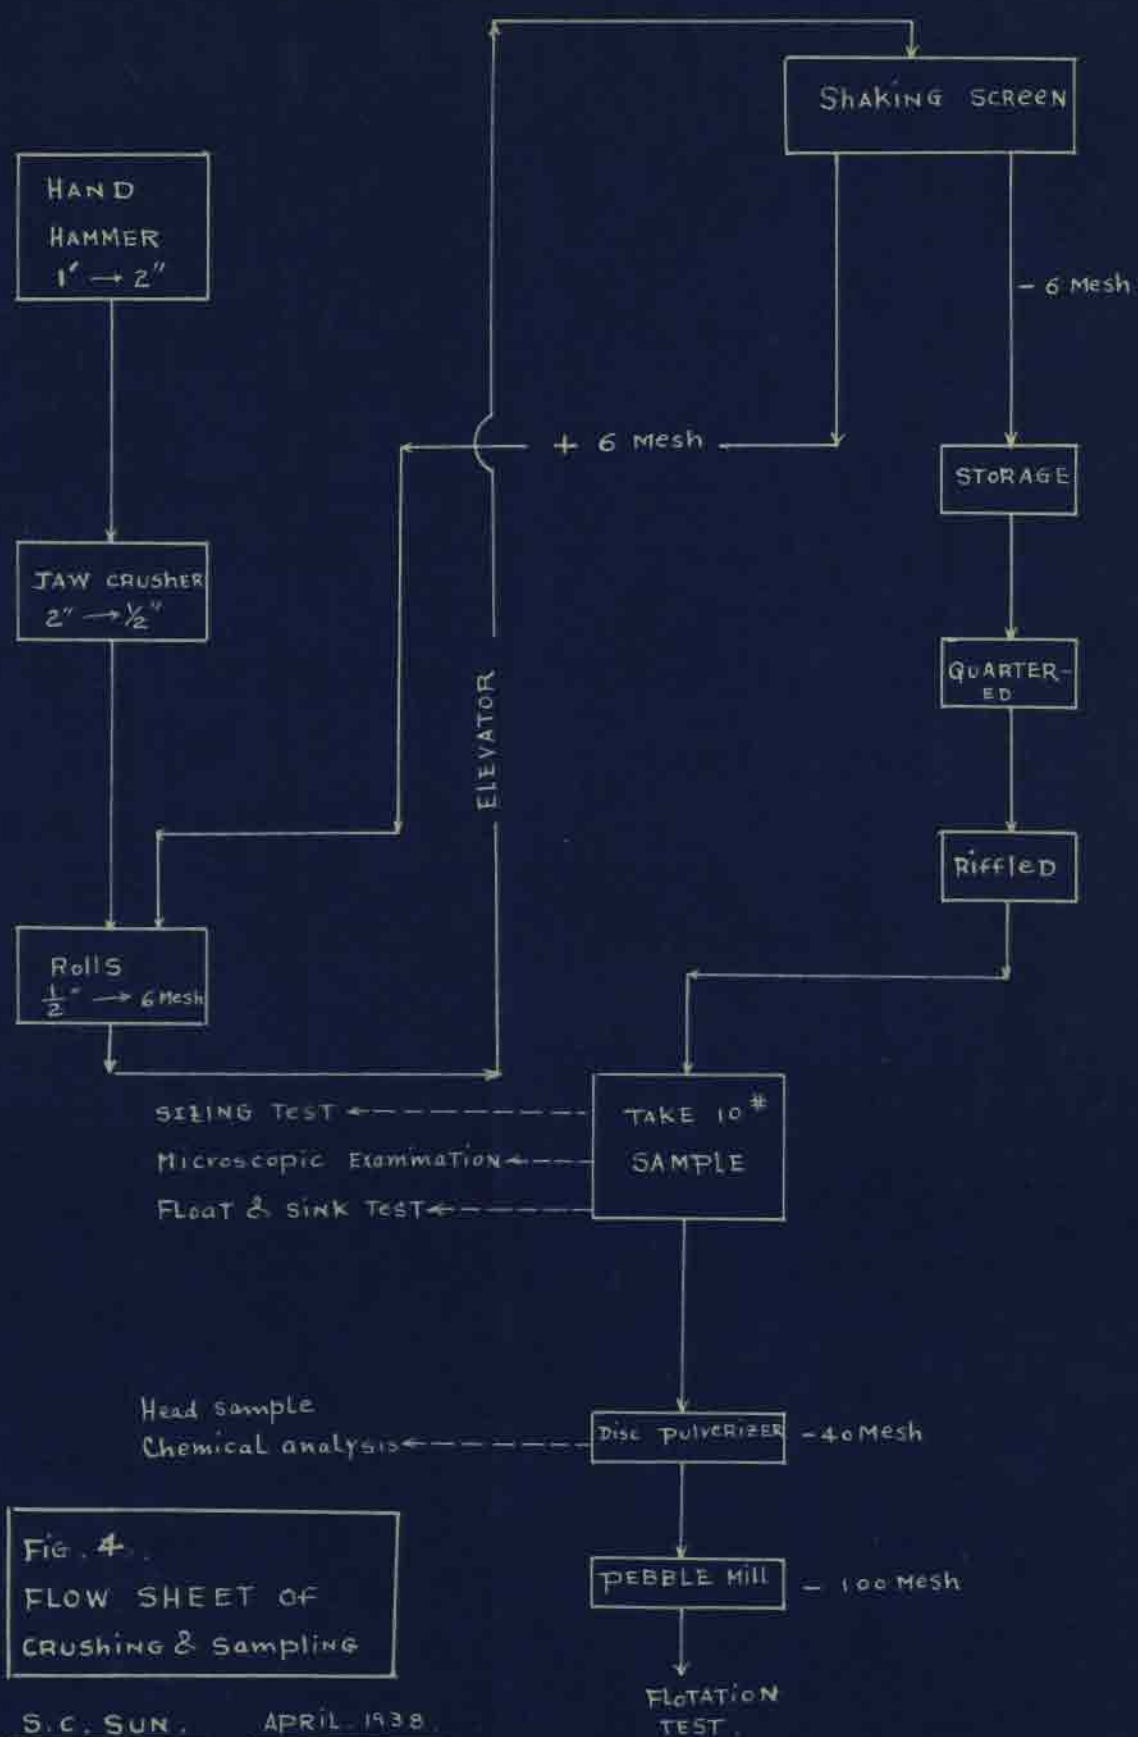 Shaking Screen
HAND
HAMMER
1' → 2"
- 6 Mesh
+ 6 Mesh
STORAGE
JAW CRUSHER
2" → 1/2"
QUARTER-
ED
ELEVATOR
Riffled
Rolls
1/2" → 6 Mesh
SIZING TEST
TAKE 10#
SAMPLE
Microscopic Examination
FLOAT & SINK TEST
Head sample
Chemical analysis
Disc Pulverizer
-40 Mesh
PEBBLE Mill
- 100 Mesh
FLOTATION
TEST.
FIG. 4.
FLOW SHEET OF
CRUSHING & Sampling
S.C. SUN. APRIL. 1938.